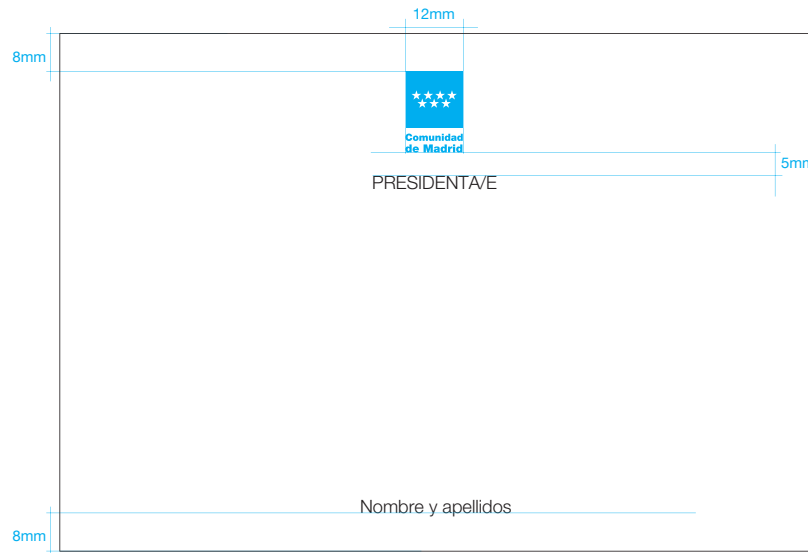 12mm
8mm
Comunidad
de Madrid
5mm
PRESIDENTA/E
Nombre y apellidos
8mm